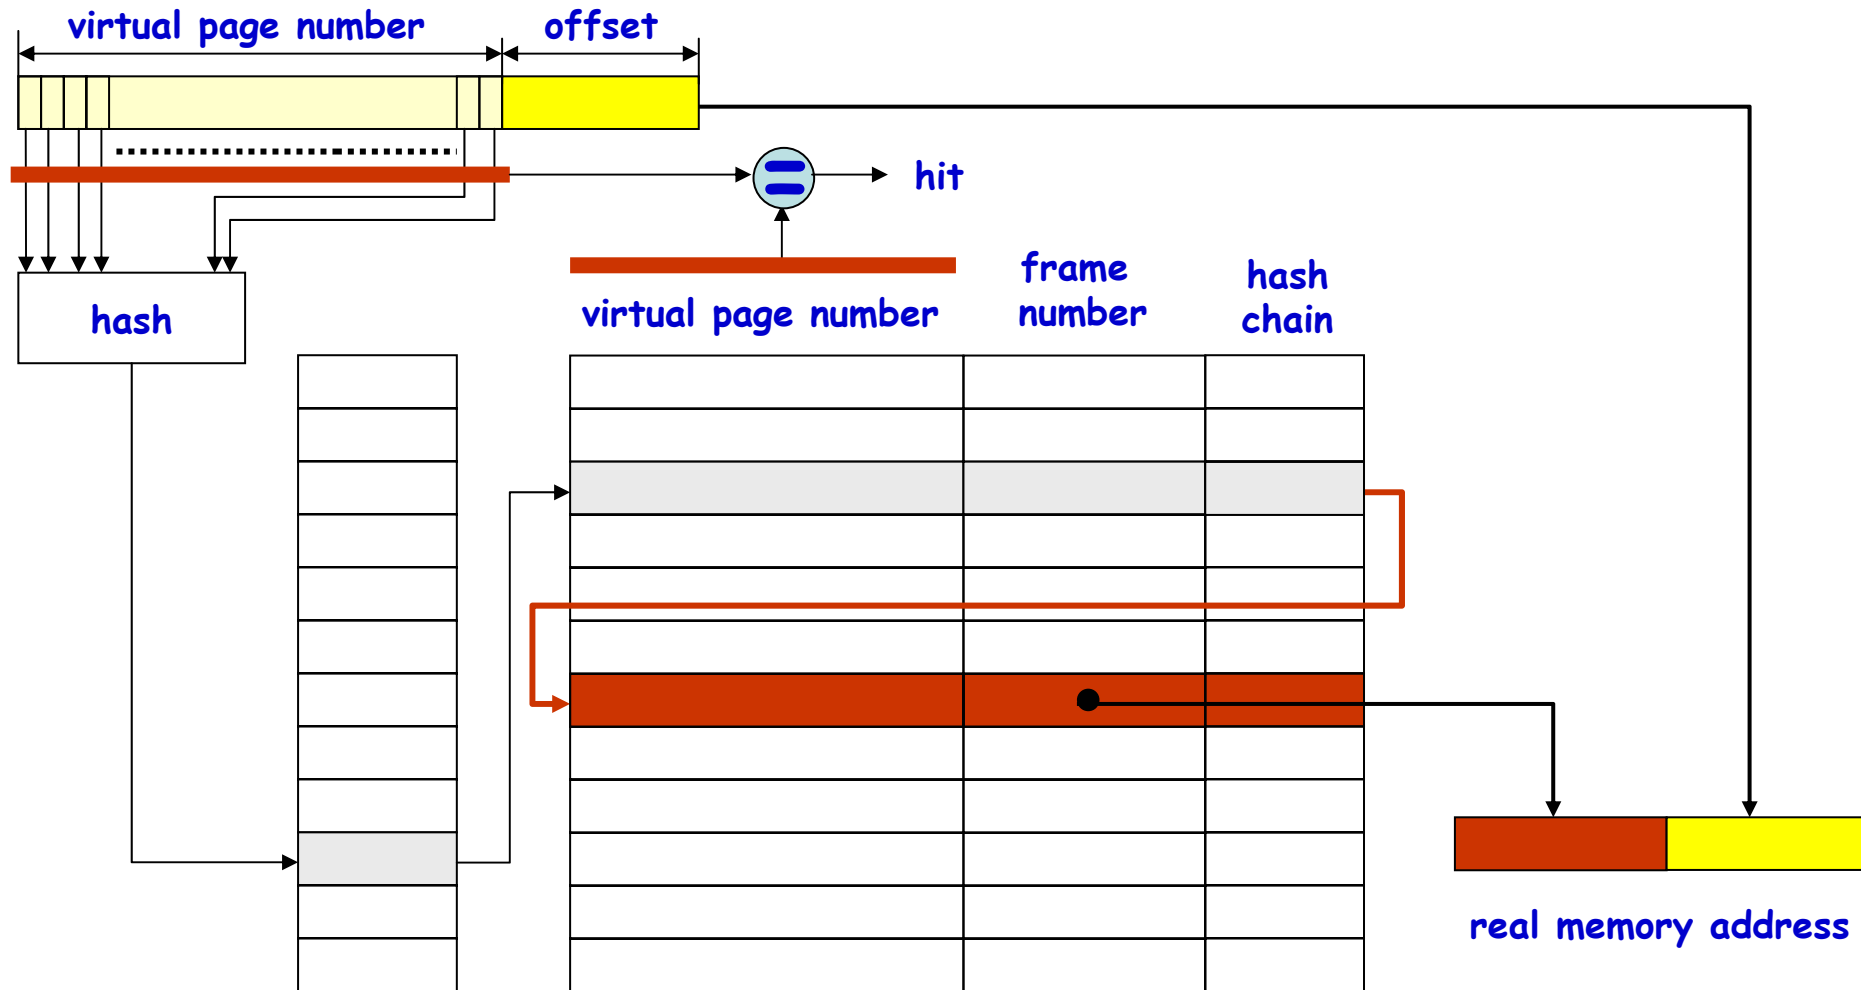 virtual page number
offset
=
hit
hash
virtual page number
frame
number
hash
chain
real memory address